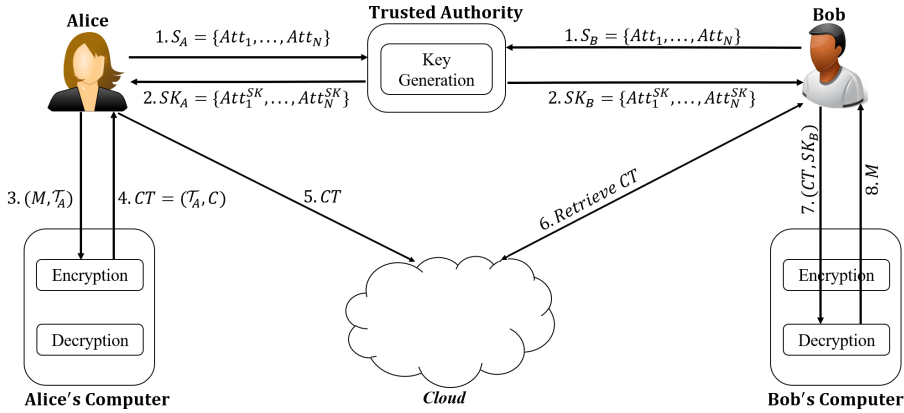 Trusted Authority
Alice
Bob
1. S_A = {Att_1, ..., Att_N}
1. S_B = {Att_1, ..., Att_N}
Key
Generation
2. SK_A = {Att_1^{SK}, ..., Att_N^{SK}}
2. SK_B = {Att_1^{SK}, ..., Att_N^{SK}}
3. (M, 𝒯_A)
4. CT = (𝒯_A, C)
5. CT
6. Retrieve CT
7. (CT, SK_B)
8. M
Encryption
Decryption
Encryption
Decryption
Alice's Computer
Cloud
Bob's Computer